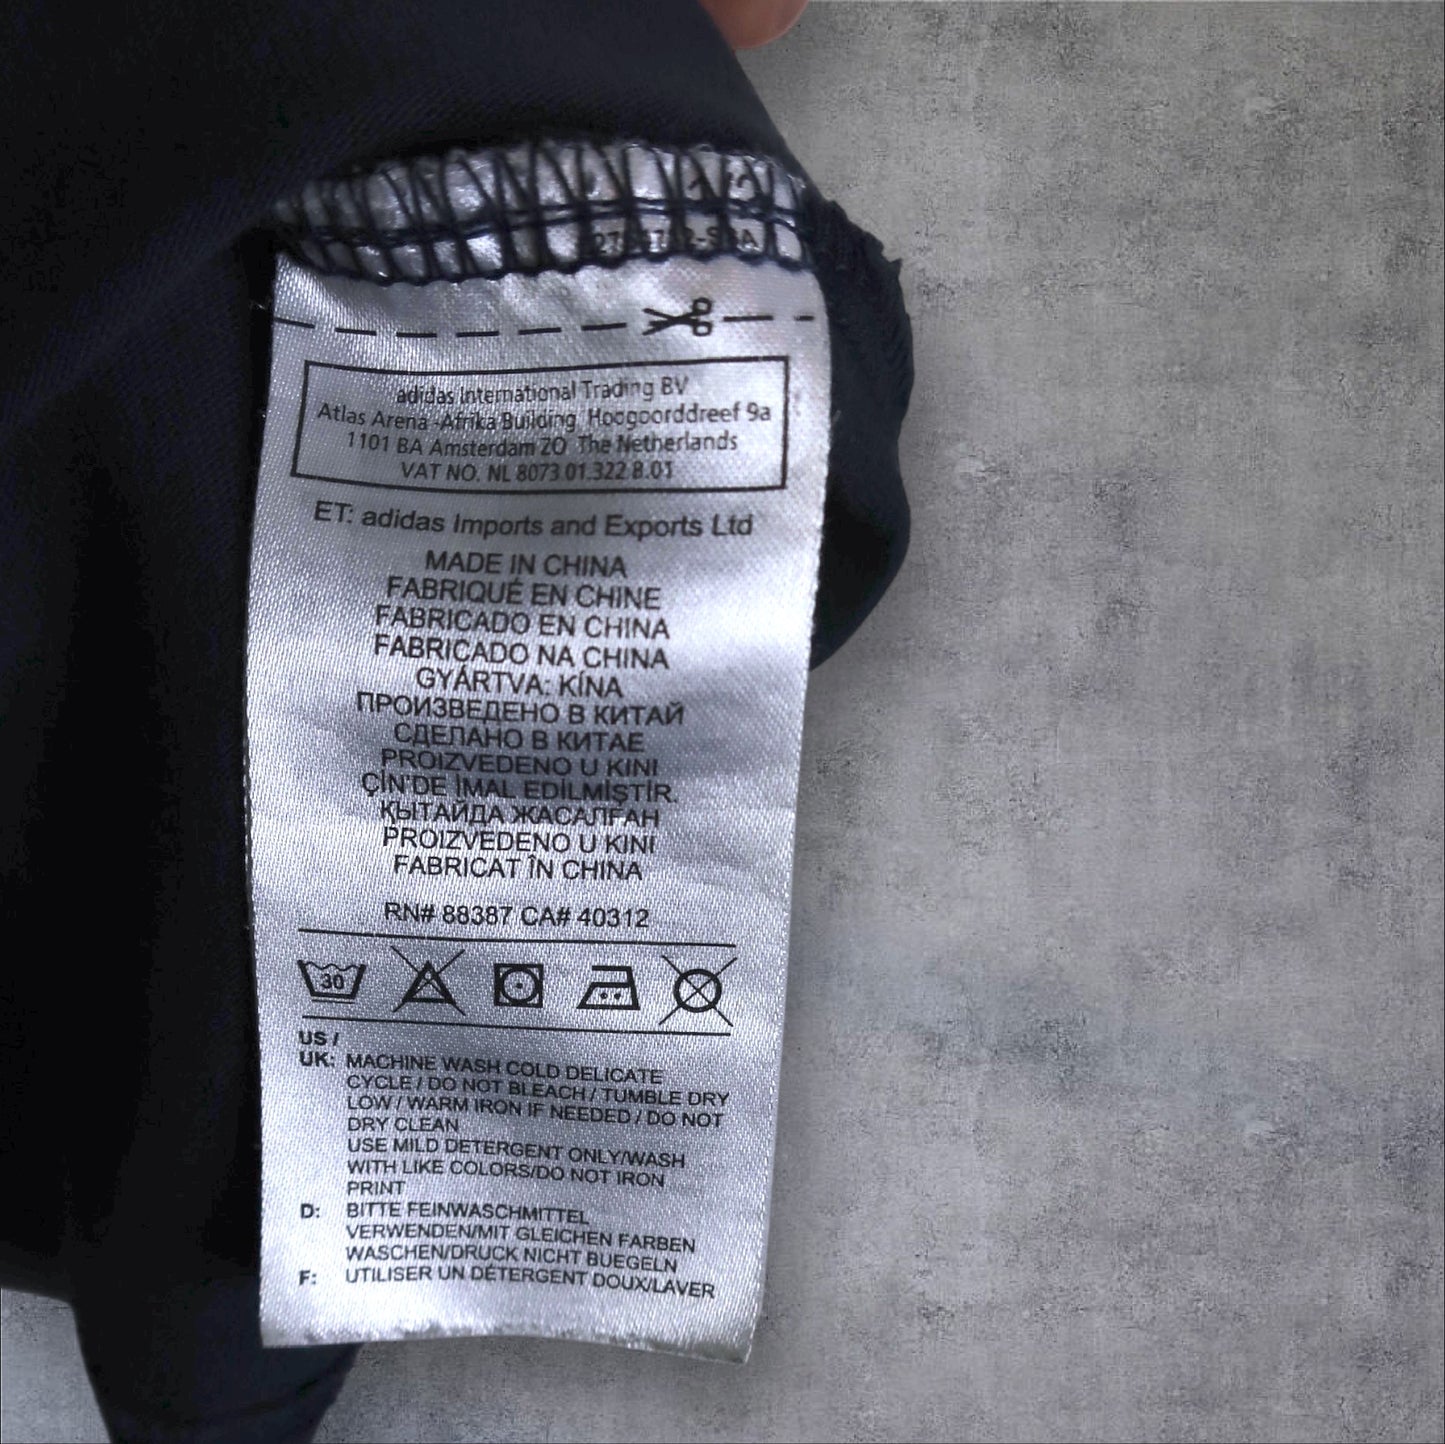 adidas International Trading BV
Atlas Arena -Afrika Building, Hoogoorddreef 9a
1101 BA Amsterdam ZO The Netherlands
VAT NO. NL 8073.01.322.B.01
ET: adidas Imports and Exports Ltd
MADE IN CHINA
FABRIQUÉ EN CHINE
FABRICADO EN CHINA
FABRICADO NA CHINA
GYÁRTVA: KÍNA
ПРОИЗВЕДЕНО В КИТАЙ
СДЕЛАНО В КИТАЕ
PROIZVEDENO U KINI
ÇİN'DE İMAL EDİLMİŞTİR.
ҚЫТАЙДА ЖАСАЛҒАН
PROIZVEDENO U KINI
FABRICAT ÎN CHINA
RN# 88387 CA# 40312
30
US /
UK: MACHINE WASH COLD DELICATE
CYCLE / DO NOT BLEACH / TUMBLE DRY
LOW / WARM IRON IF NEEDED / DO NOT
DRY CLEAN
USE MILD DETERGENT ONLY/WASH
WITH LIKE COLORS/DO NOT IRON
PRINT
D: BITTE FEINWASCHMITTEL
VERWENDEN/MIT GLEICHEN FARBEN
WASCHEN/DRUCK NICHT BUEGELN
F: UTILISER UN DÉTERGENT DOUX/LAVER